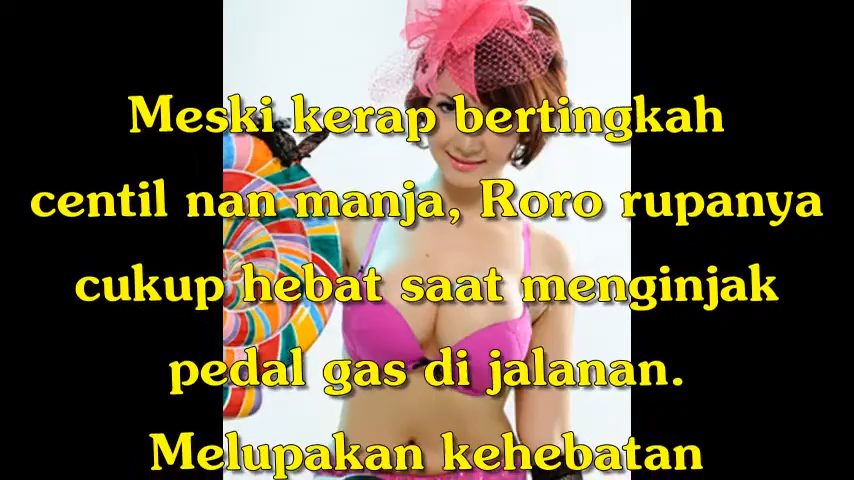 Meski kerap bertingkah
centil nan manja, Roro rupanya
cukup hebat saat menginjak
pedal gas di jalanan.
Melupakan kehebatan